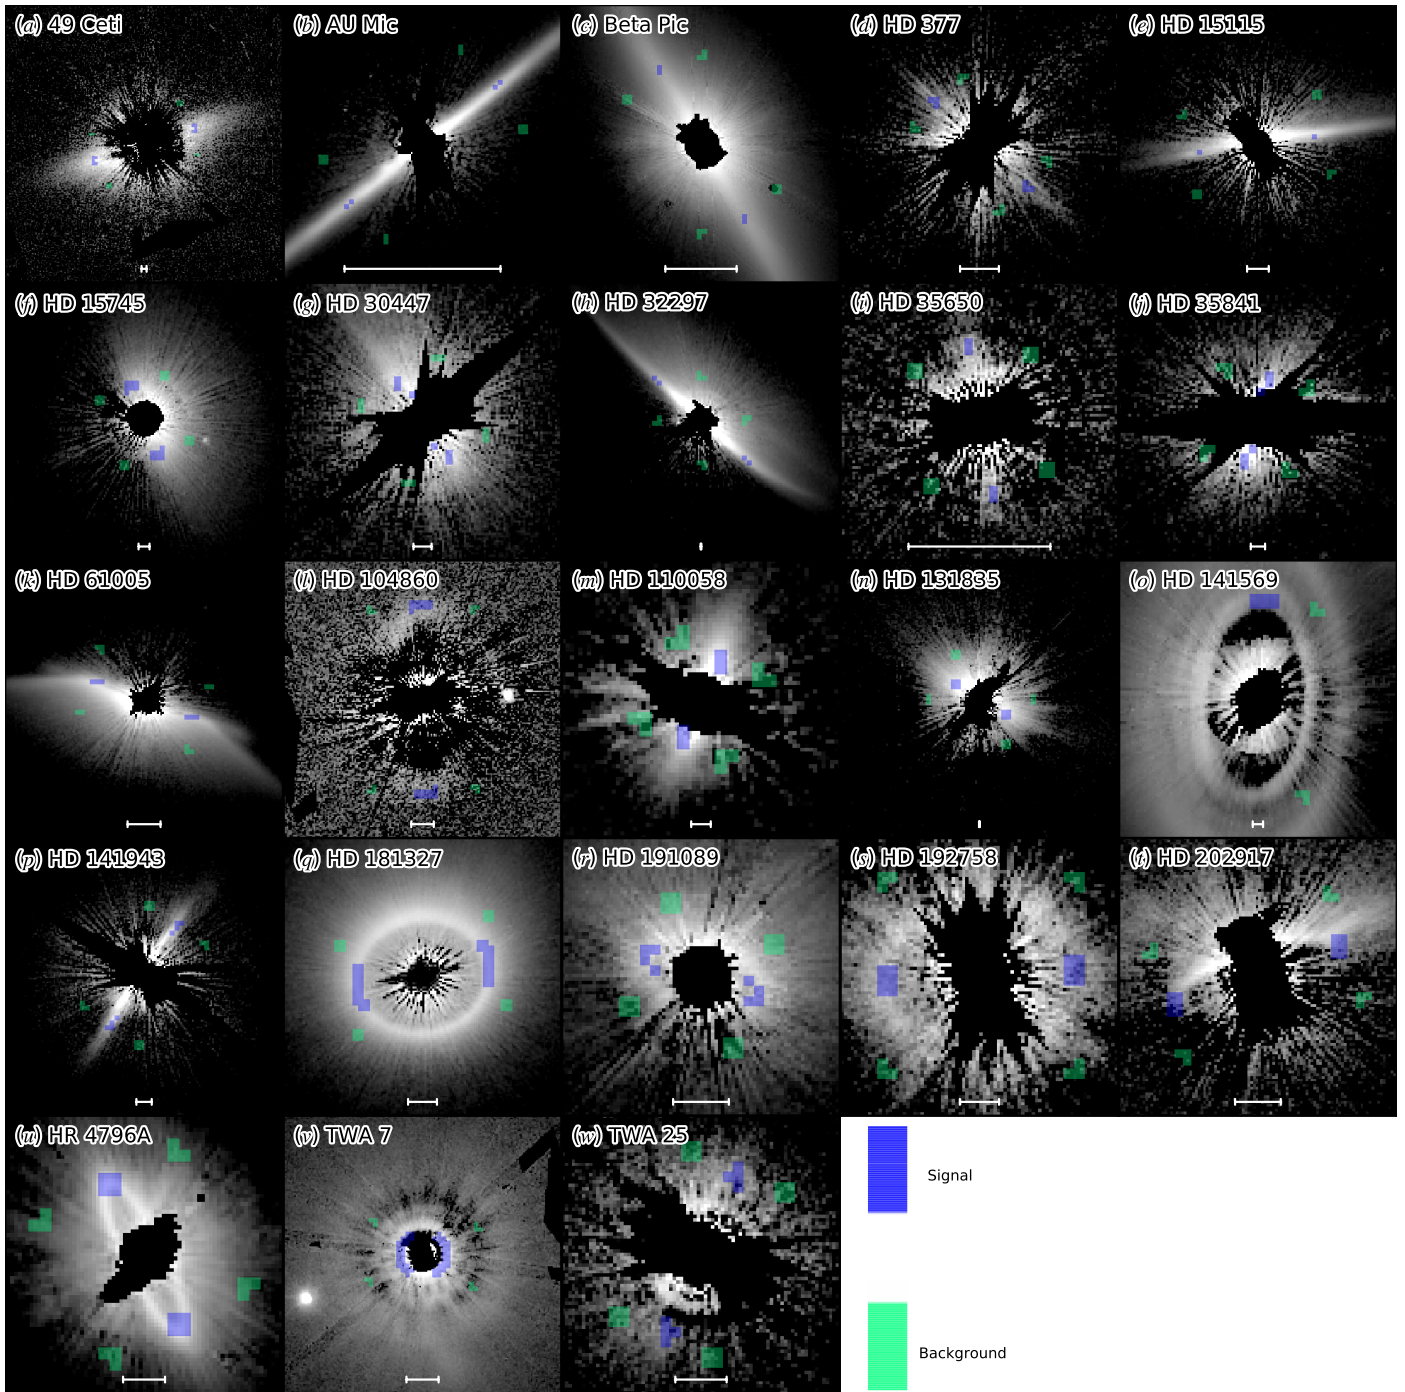 (a) 49 Ceti
(b) AU Mic
(c) Beta Pic
(d) HD 377
(e) HD 15115
(f) HD 15745
(g) HD 30447
(h) HD 32297
(i) HD 35650
(j) HD 35841
(k) HD 61005
(l) HD 104860
(m) HD 110058
(n) HD 131835
(o) HD 141569
(p) HD 141943
(q) HD 181327
(r) HD 191089
(s) HD 192758
(t) HD 202917
(u) HR 4796A
(v) TWA 7
(w) TWA 25
Signal
Background